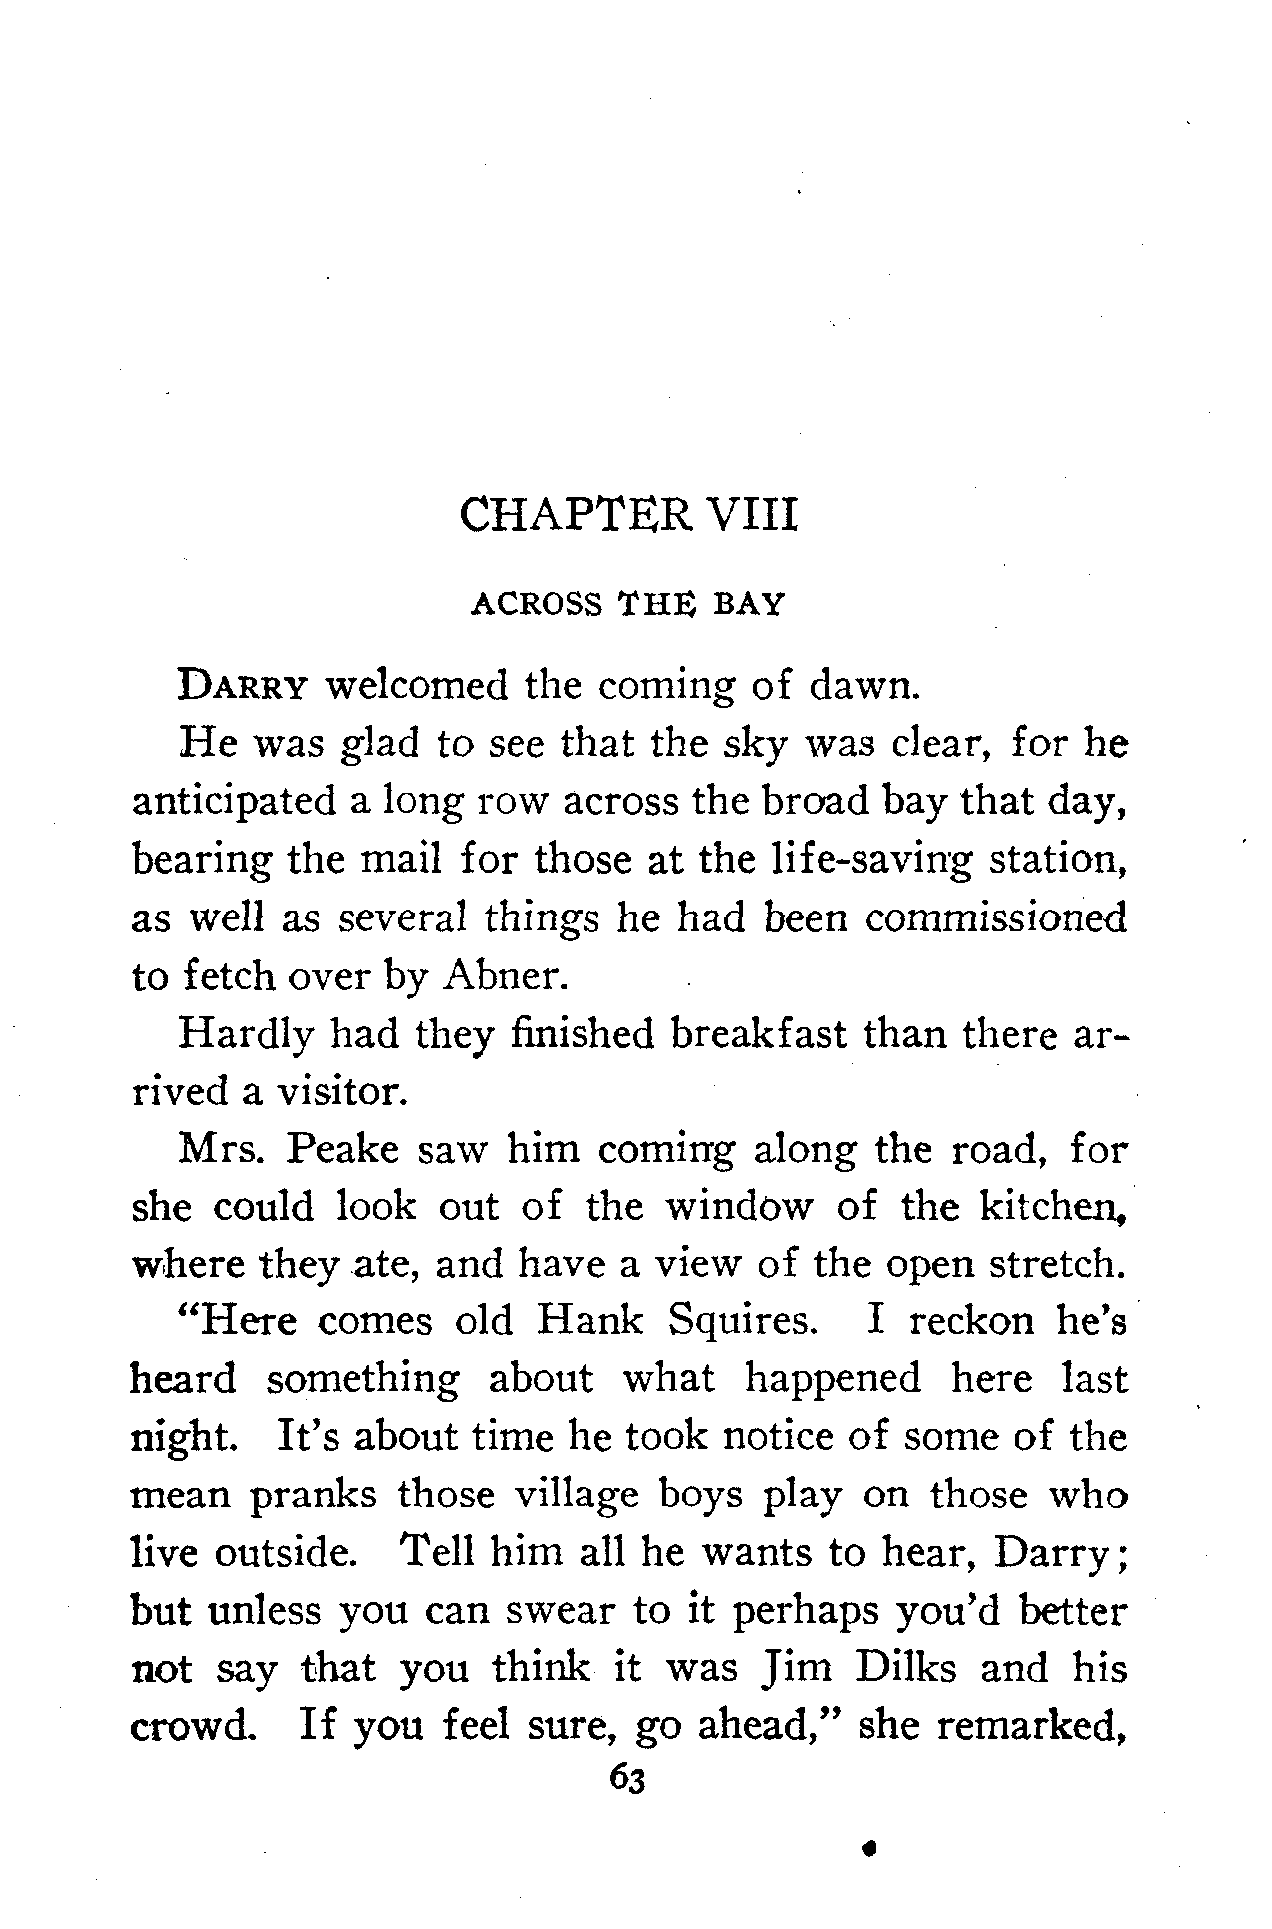 CHAPTER VIII
ACROSS THE BAY
DARRY welcomed the coming of dawn.
He was glad to see that the sky was clear, for he
anticipated a long row across the broad bay that day,
bearing the mail for those at the life-saving station,
as well as several things he had been commissioned
to fetch over by Abner.
Hardly had they finished breakfast than there ar-
rived a visitor.
Mrs. Peake saw him coming along the road, for
she could look out of the window of the kitchen,
where they ate, and have a view of the open stretch.
“Here comes old Hank Squires. I reckon he’s
heard something about what happened here last
night. It’s about time he took notice of some of the
mean pranks those village boys play on those who
live outside. Tell him all he wants to hear, Darry;
but unless you can swear to it perhaps you’d better
not say that you think it was Jim Dilks and his
crowd. If you feel sure, go ahead,” she remarked,
63